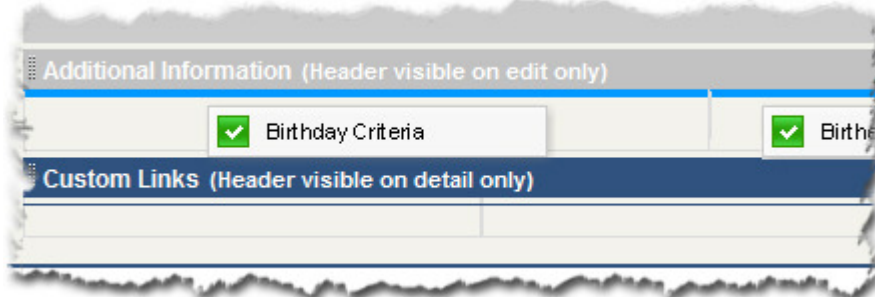 Additional Information (Header visible on edit only)
Birthday Criteria
Custom Links (Header visible on detail only)